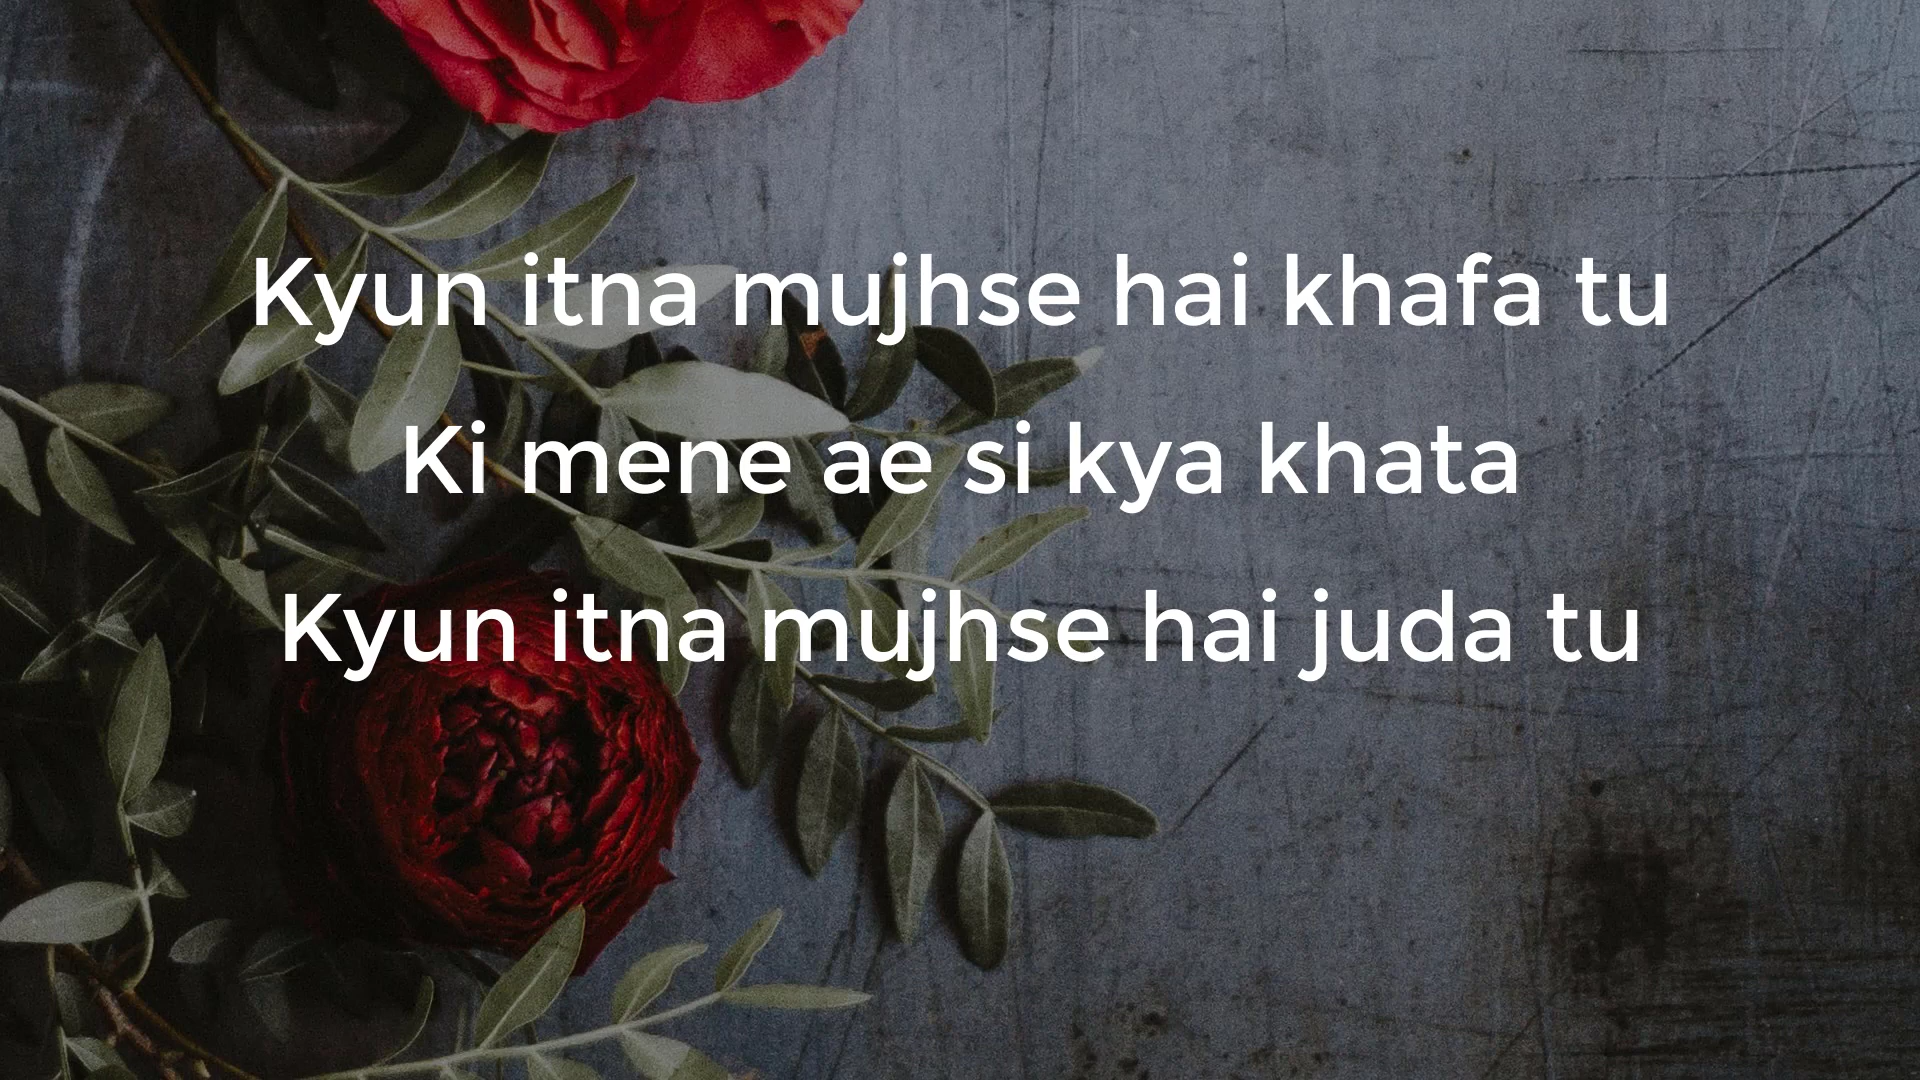 Kyun itna mujhse hai khafa tu
Ki mene ae si kya khata
Kyun itna mujhse hai juda tu